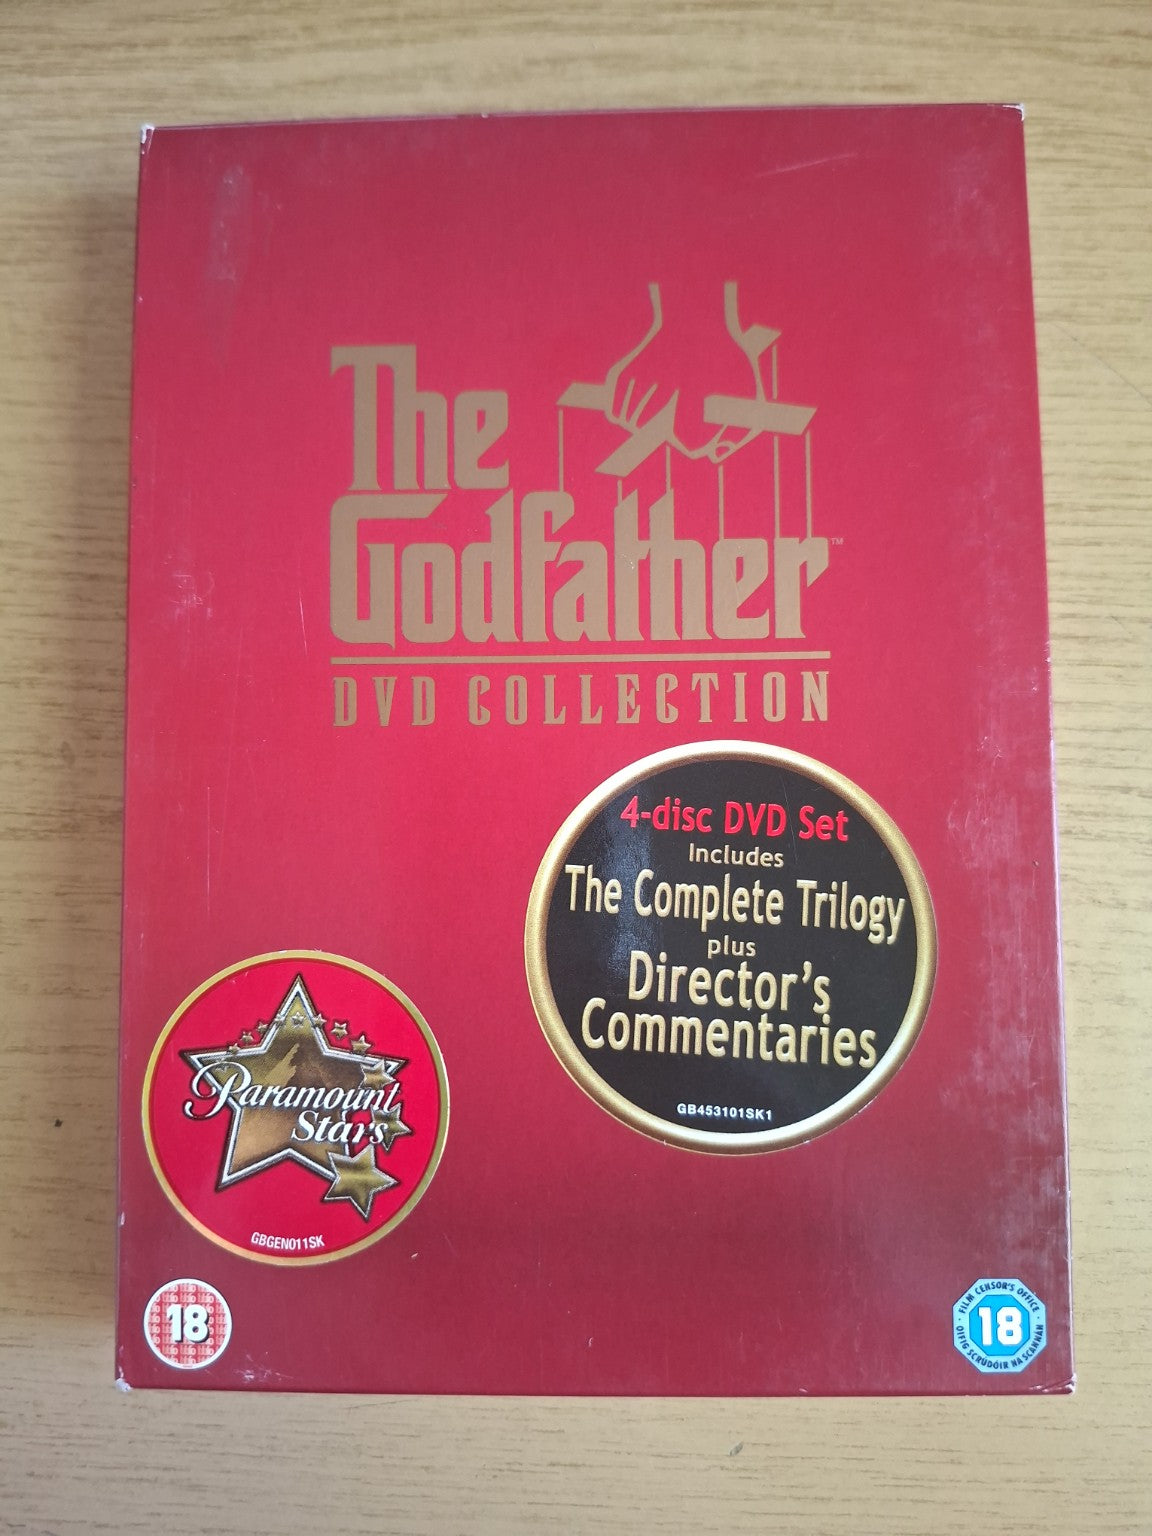 The
Godfather™
DVD COLLECTION
4-disc DVD Set
Includes
The Complete Trilogy
plus
Director's
Commentaries
GB453101SK1
Paramount
Stars
GBGEN011SK
18
FILM CENSOR'S OFFICE
18
OIFIG SCRÚDÓIR NA SCANNÁN